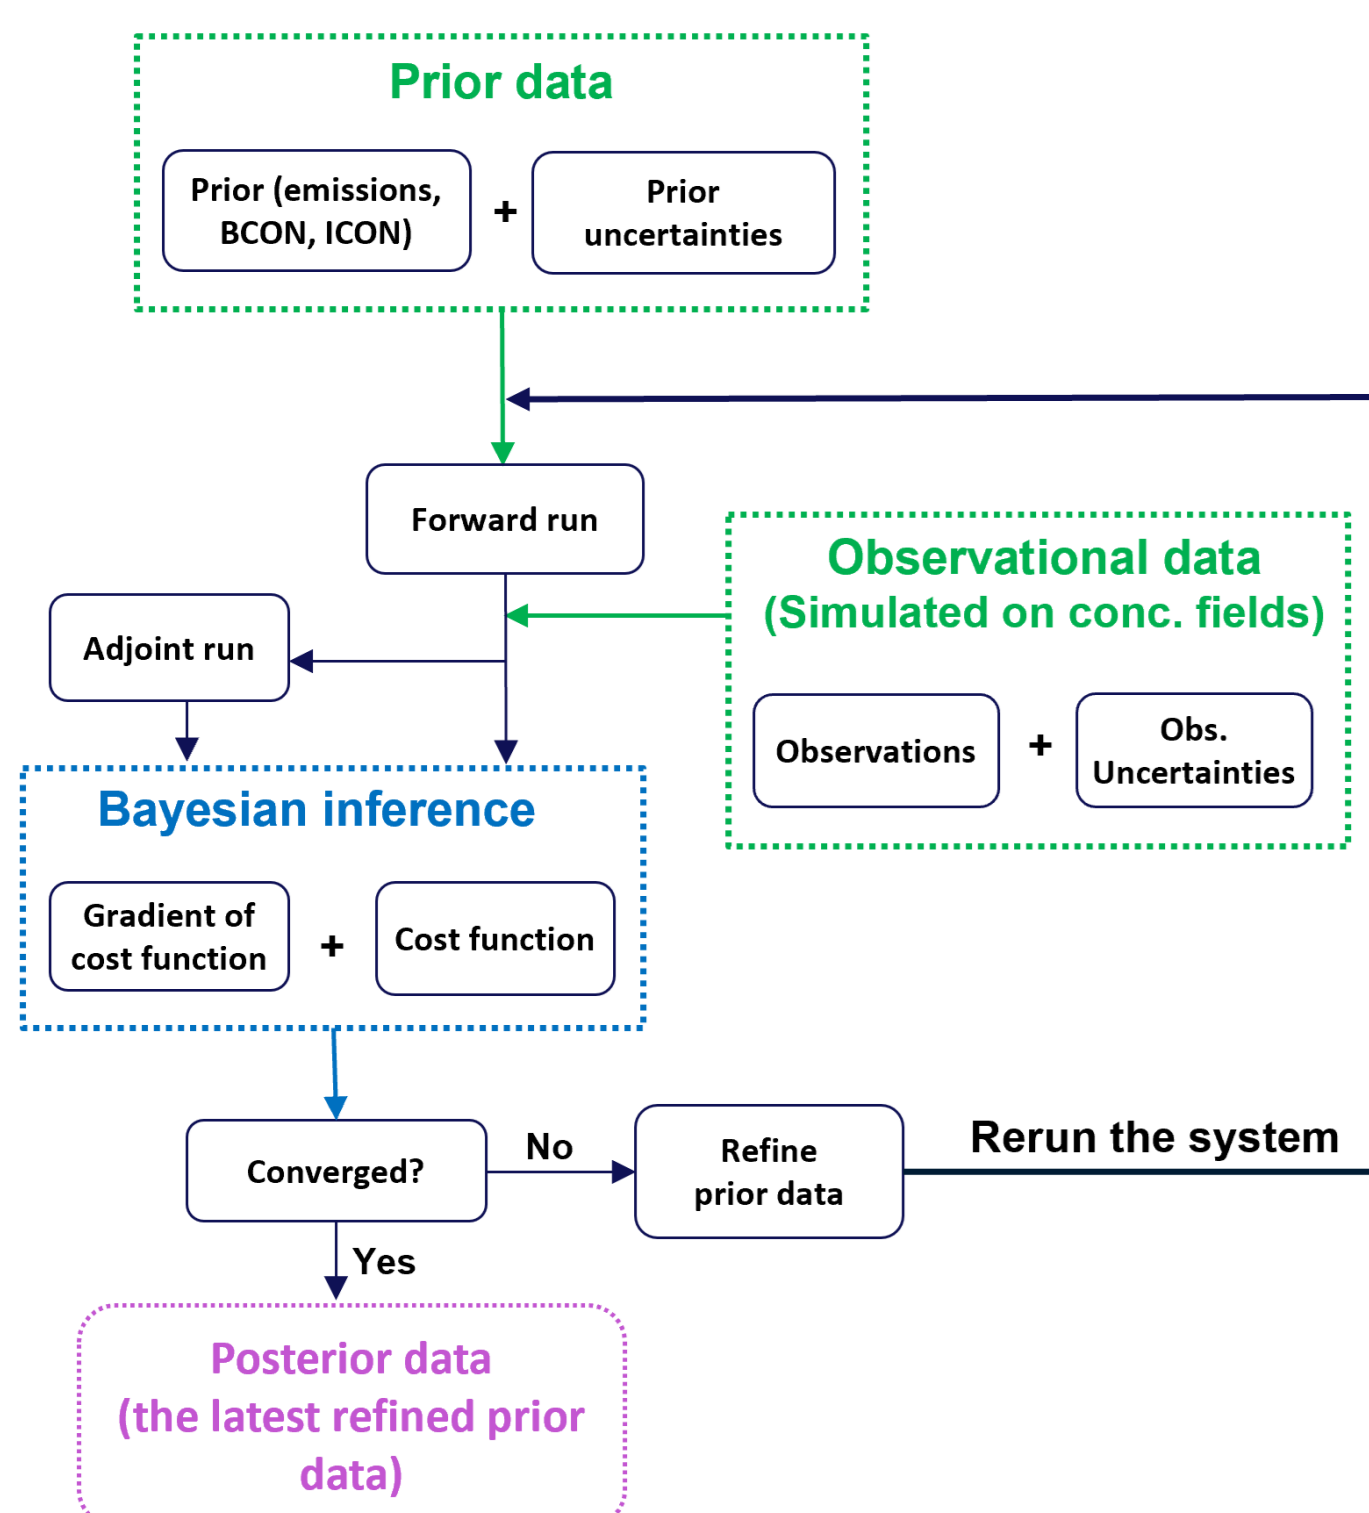 Prior data
Prior (emissions,
BCON, ICON)
+
Prior
uncertainties
Forward run
Observational data
(Simulated on conc. fields)
Adjoint run
Observations
+
Obs.
Uncertainties
Bayesian inference
Gradient of
cost function
+
Cost function
Converged?
No
Refine
prior data
Rerun the system
Yes
Posterior data
(the latest refined prior
data)